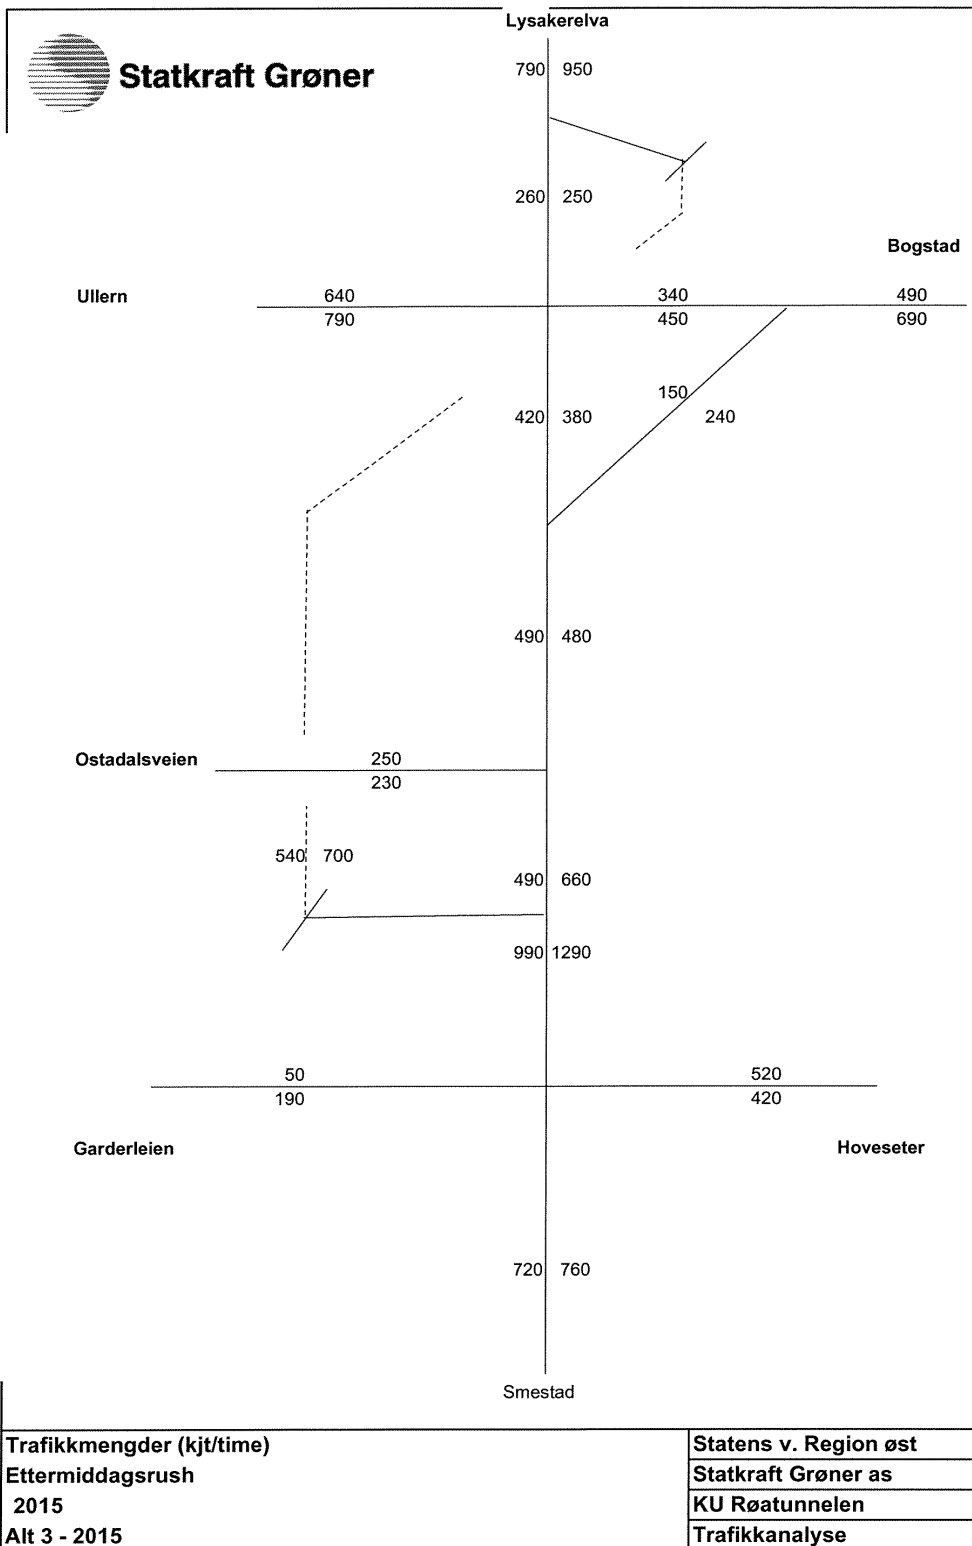 Lysakerelva
Statkraft Grøner
790 950
260 250
Bogstad
Ullern
640 340 490
790 450 690
150
420 380 240
490 480
Ostadalsveien
250
230
540 700
490 660
990 1290
50 520
190 420
Garderleien Hoveseter
720 760
Smestad
Trafikkmengder (kjt/time)
Ettermiddagsrush
2015
Alt 3 - 2015
Statens v. Region øst
Statkraft Grøner as
KU Røatunnelen
Trafikkanalyse